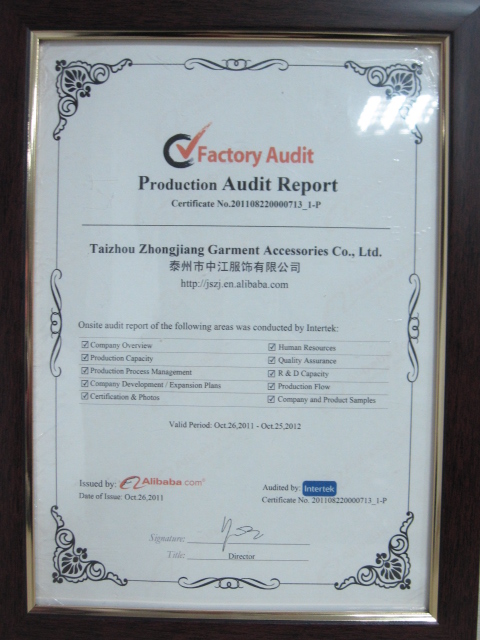 Factory Audit
Production Audit Report
Certificate No.201108220000713_1-P
Taizhou Zhongjiang Garment Accessories Co., Ltd.
泰州市中江服饰有限公司
http://jszj.en.alibaba.com
Onsite audit report of the following areas was conducted by Intertek:
Company Overview
Production Capacity
Production Process Management
Company Development / Expansion Plans
Certification & Photos
Human Resources
Quality Assurance
R & D Capacity
Production Flow
Company and Product Samples
Valid Period: Oct.26,2011 - Oct.25,2012
Issued by: Alibaba.com®
Date of Issue: Oct.26,2011
Audited by: Intertek
Certificate No. 201108220000713_1-P
Signature:
Title: Director